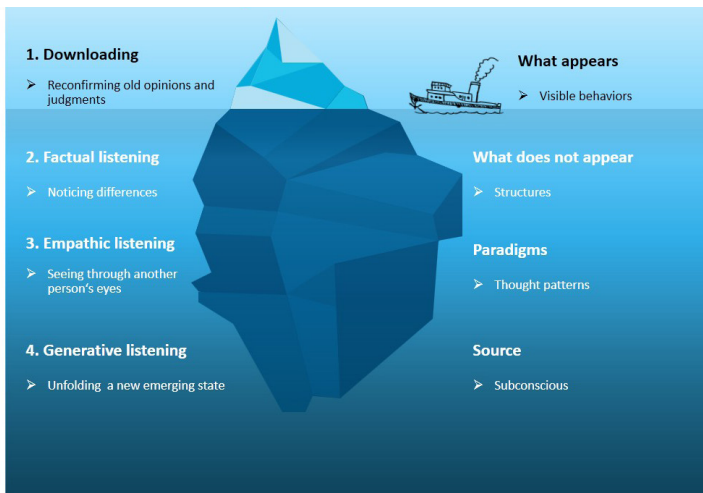 1. Downloading
➢ Reconfirming old opinions and
judgments
2. Factual listening
➢ Noticing differences
3. Empathic listening
➢ Seeing through another
person's eyes
4. Generative listening
➢ Unfolding a new emerging state
What appears
➢ Visible behaviors
What does not appear
➢ Structures
Paradigms
➢ Thought patterns
Source
➢ Subconscious